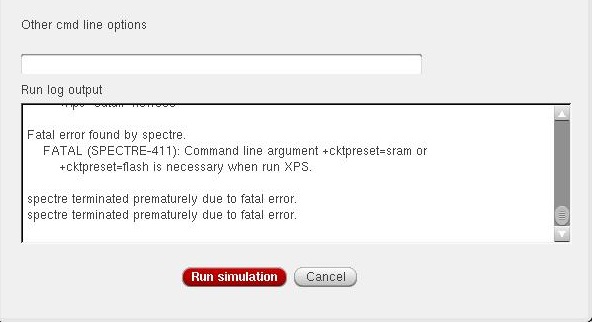 Other cmd line options
Run log output
Fatal error found by spectre.
FATAL (SPECTRE-411): Command line argument +cktpreset=sram or
+cktpreset=flash is necessary when run XPS.
spectre terminated prematurely due to fatal error.
spectre terminated prematurely due to fatal error.
Run simulation
Cancel